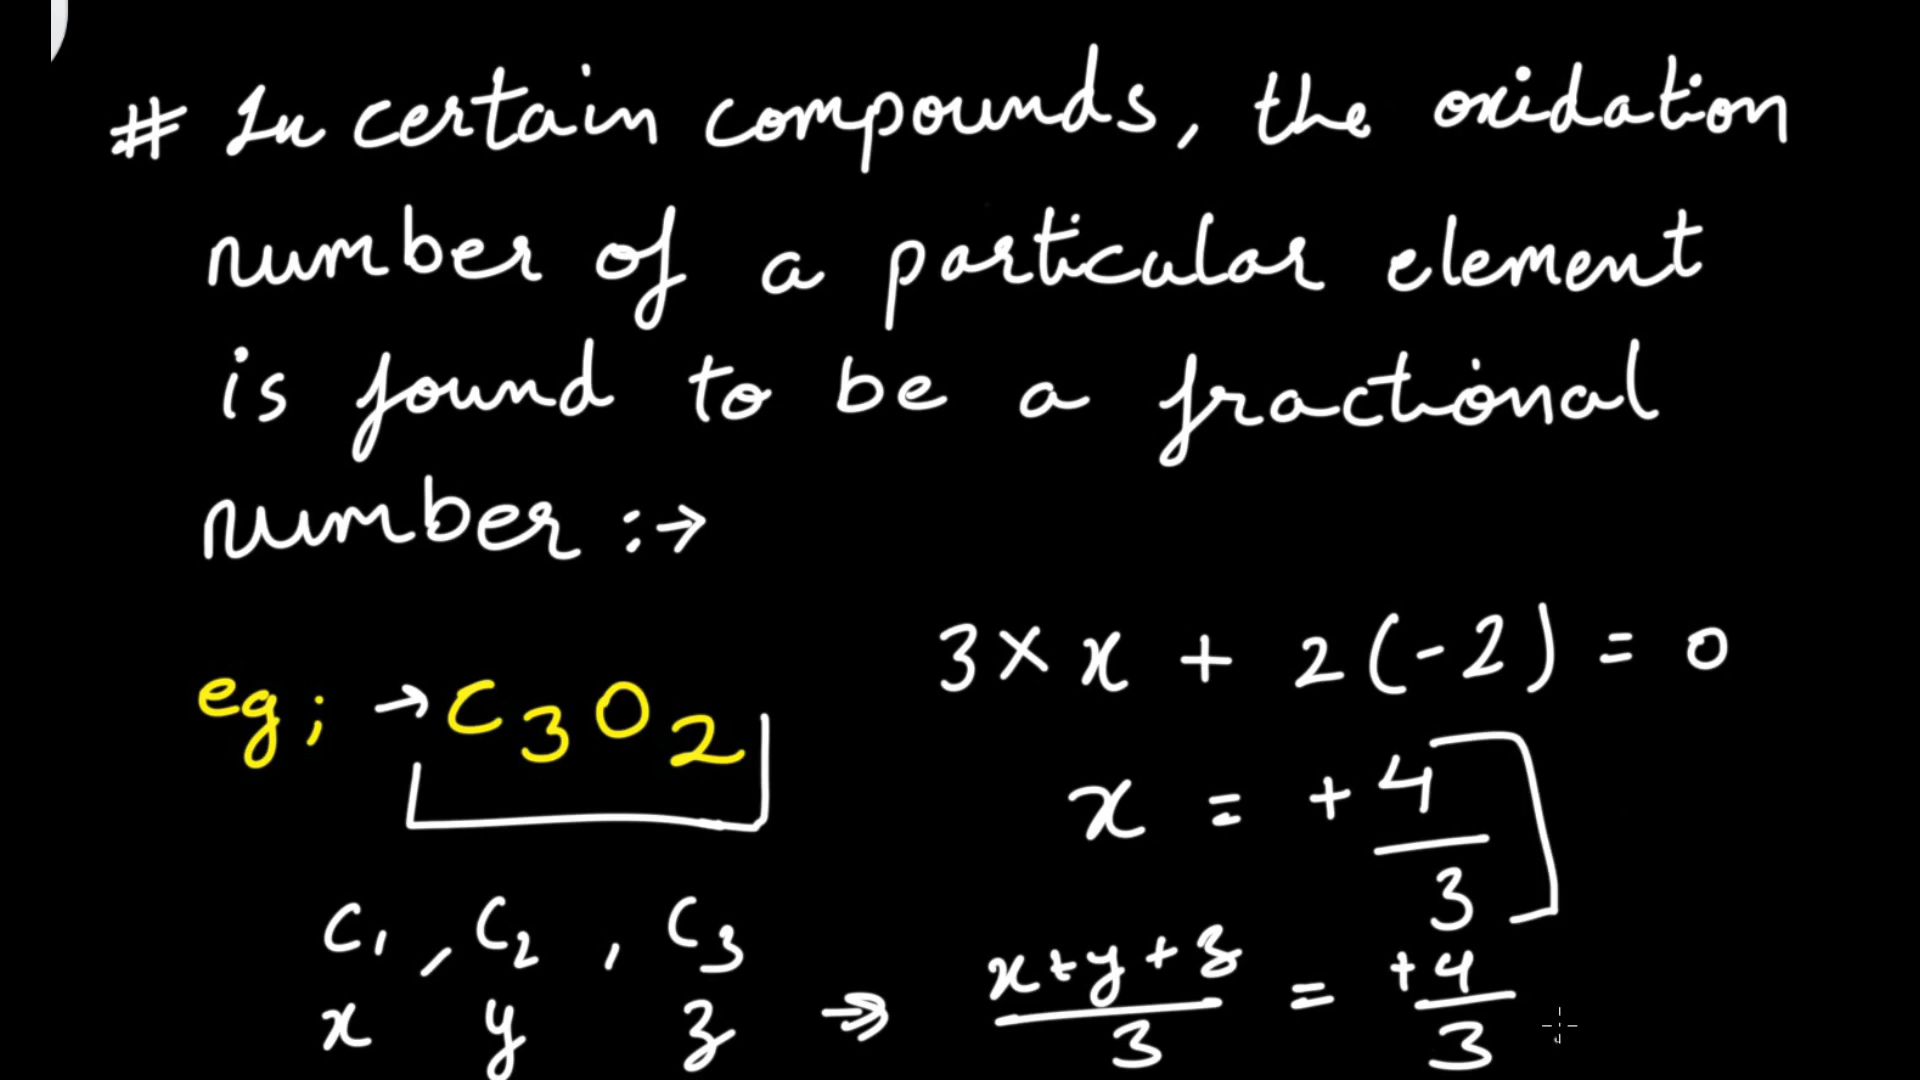 # In certain compounds, the oxidation
number of a particular element
is found to be a fractional
number :→
3 × x + 2(-2) = 0
eg; → C₃O₂
x = +4/3
C₁, C₂, C₃
x y z ⇒ (x+y+z)/3 = +4/3